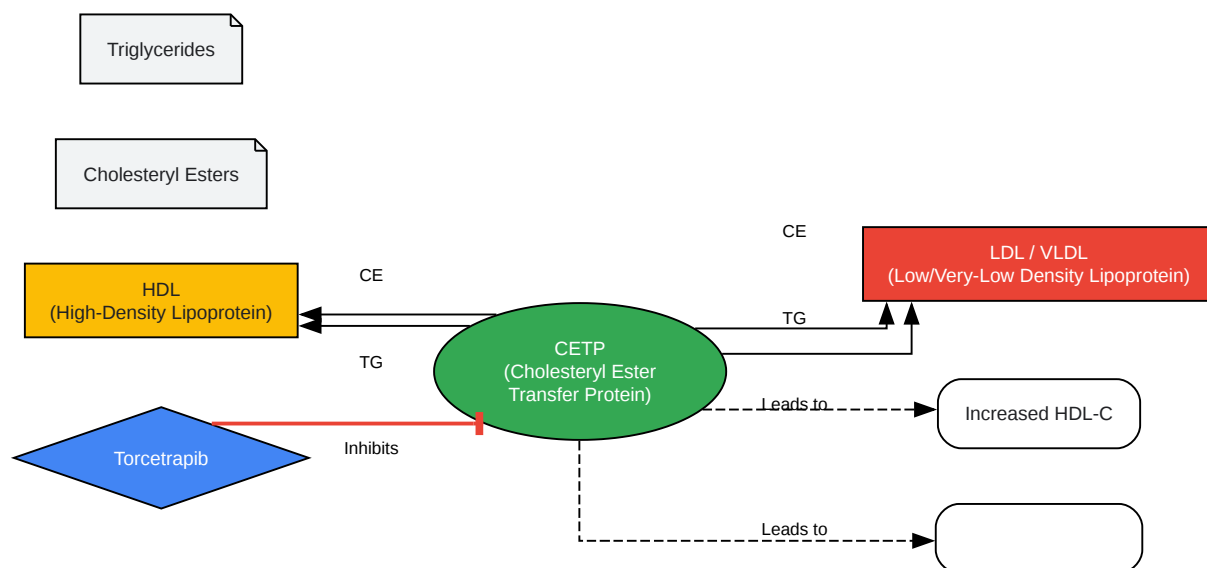 Triglycerides
Cholesteryl Esters
CE
LDL / VLDL
(Low/Very-Low Density Lipoprotein)
CE
HDL
(High-Density Lipoprotein)
TG
CETP
(Cholesteryl Ester
Transfer Protein)
TG
Leads to
Increased HDL-C
Inhibits
Torcetrapib
Leads to